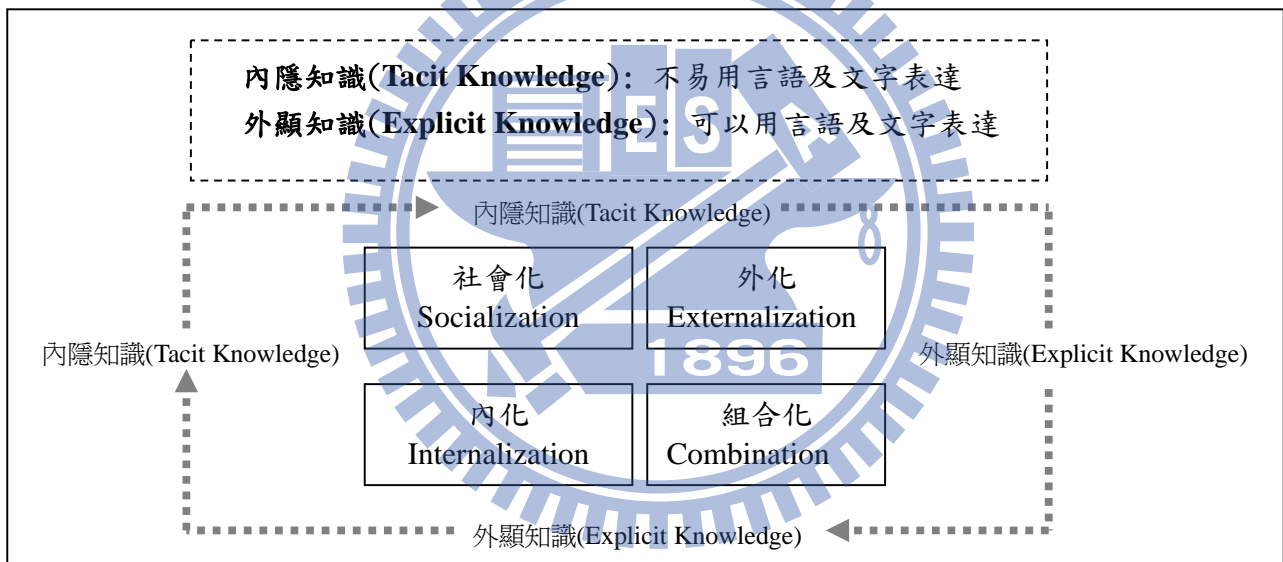 內隱知識(Tacit Knowledge): 不易用言語及文字表達
外顯知識(Explicit Knowledge): 可以用言語及文字表達
內隱知識(Tacit Knowledge)
社會化
Socialization
外化
Externalization
內隱知識(Tacit Knowledge)
外顯知識(Explicit Knowledge)
ES
1896
內化
Internalization
組合化
Combination
外顯知識(Explicit Knowledge)